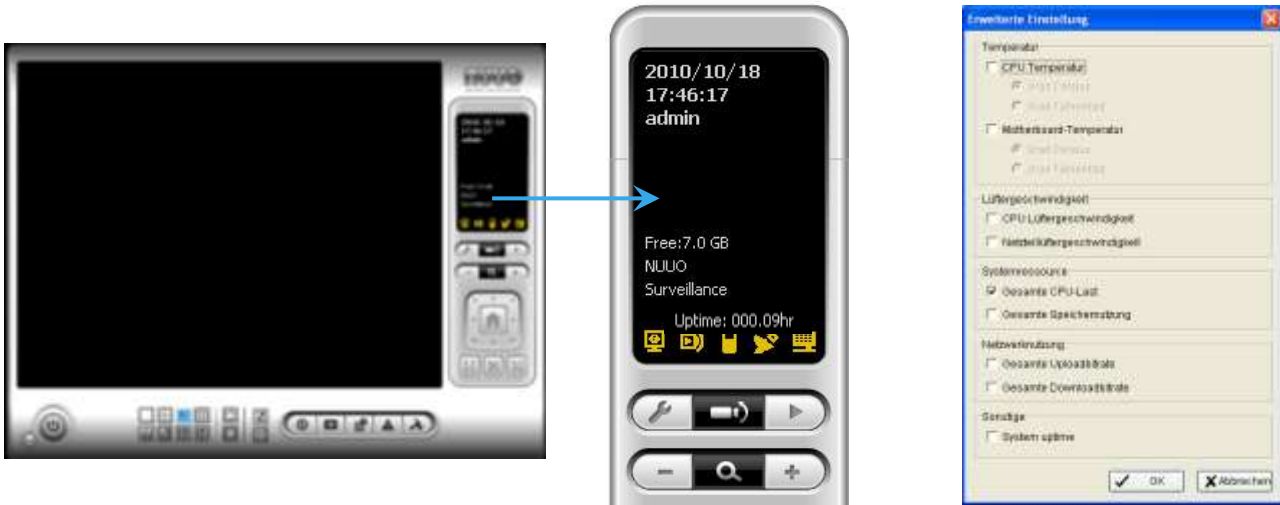 NUUO
2010/10/18
17:46:17
admin
Free:7.0 GB
NUUO
Surveillance
Uptime: 000.09hr
Erweiterte Einstellung
Temperatur
CPU Temperatur
Motherboard-Temperatur
Lüftergeschwindigkeit
CPU Lüftergeschwindigkeit
Netzteillüftergeschwindigkeit
Systemressource
Gesamte CPU-Last
Gesamte Speichernutzung
Netzwerknutzung
Gesamte Uploadbitrate
Gesamte Downloadbitrate
Sonstige
System uptime
OK
Abbrechen